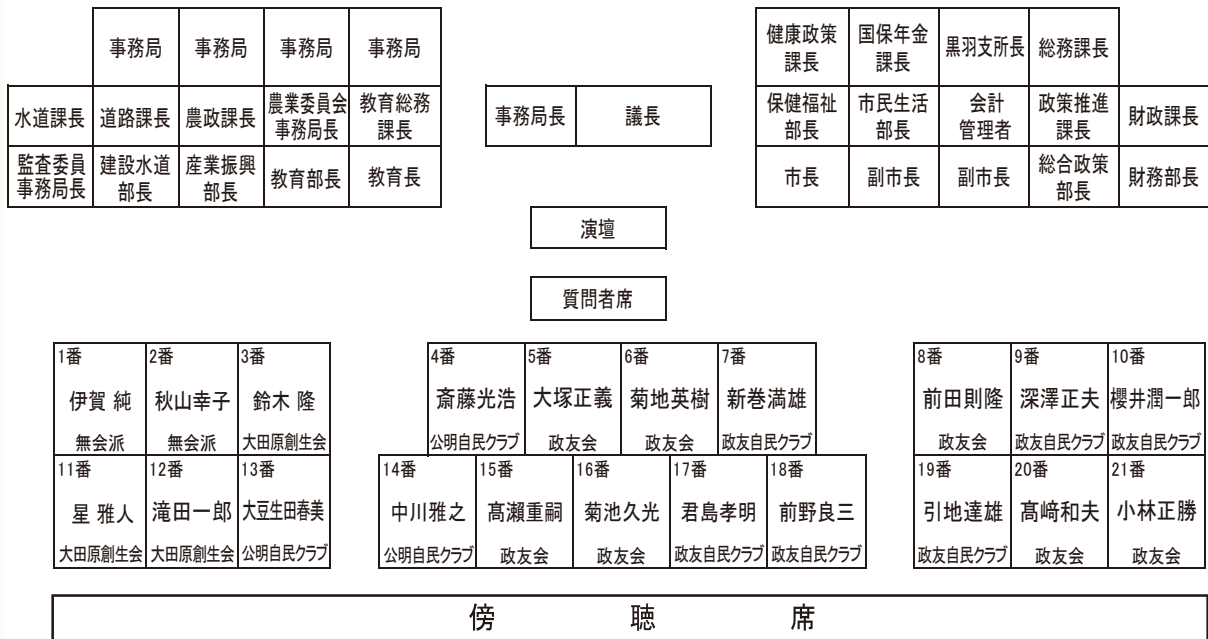 事務局 事務局 事務局 事務局
水道課長 道路課長 農政課長 農業委員会事務局長 教育総務課長
監査委員事務局長 建設水道部長 産業振興部長 教育部長 教育長
事務局長 議長
健康政策課長 国保年金課長 黒羽支所長 総務課長
保健福祉部長 市民生活部長 会計管理者 政策推進課長 財政課長
市長 副市長 副市長 総合政策部長 財務部長
演壇
質問者席
1番 2番 3番
伊賀 純 秋山幸子 鈴木 隆
無会派 無会派 大田原創生会
11番 12番 13番
星 雅人 滝田一郎 大豆生田春美
大田原創生会 大田原創生会 公明自民クラブ
4番 5番 6番 7番
斎藤光浩 大塚正義 菊地英樹 新巻満雄
公明自民クラブ 政友会 政友会 政友自民クラブ
14番 15番 16番 17番 18番
中川雅之 髙瀨重嗣 菊池久光 君島孝明 前野良三
公明自民クラブ 政友会 政友会 政友自民クラブ 政友自民クラブ
8番 9番 10番
前田則隆 深澤正夫 櫻井潤一郎
政友会 政友自民クラブ 政友自民クラブ
19番 20番 21番
引地達雄 髙﨑和夫 小林正勝
政友自民クラブ 政友会 政友会
傍聴席